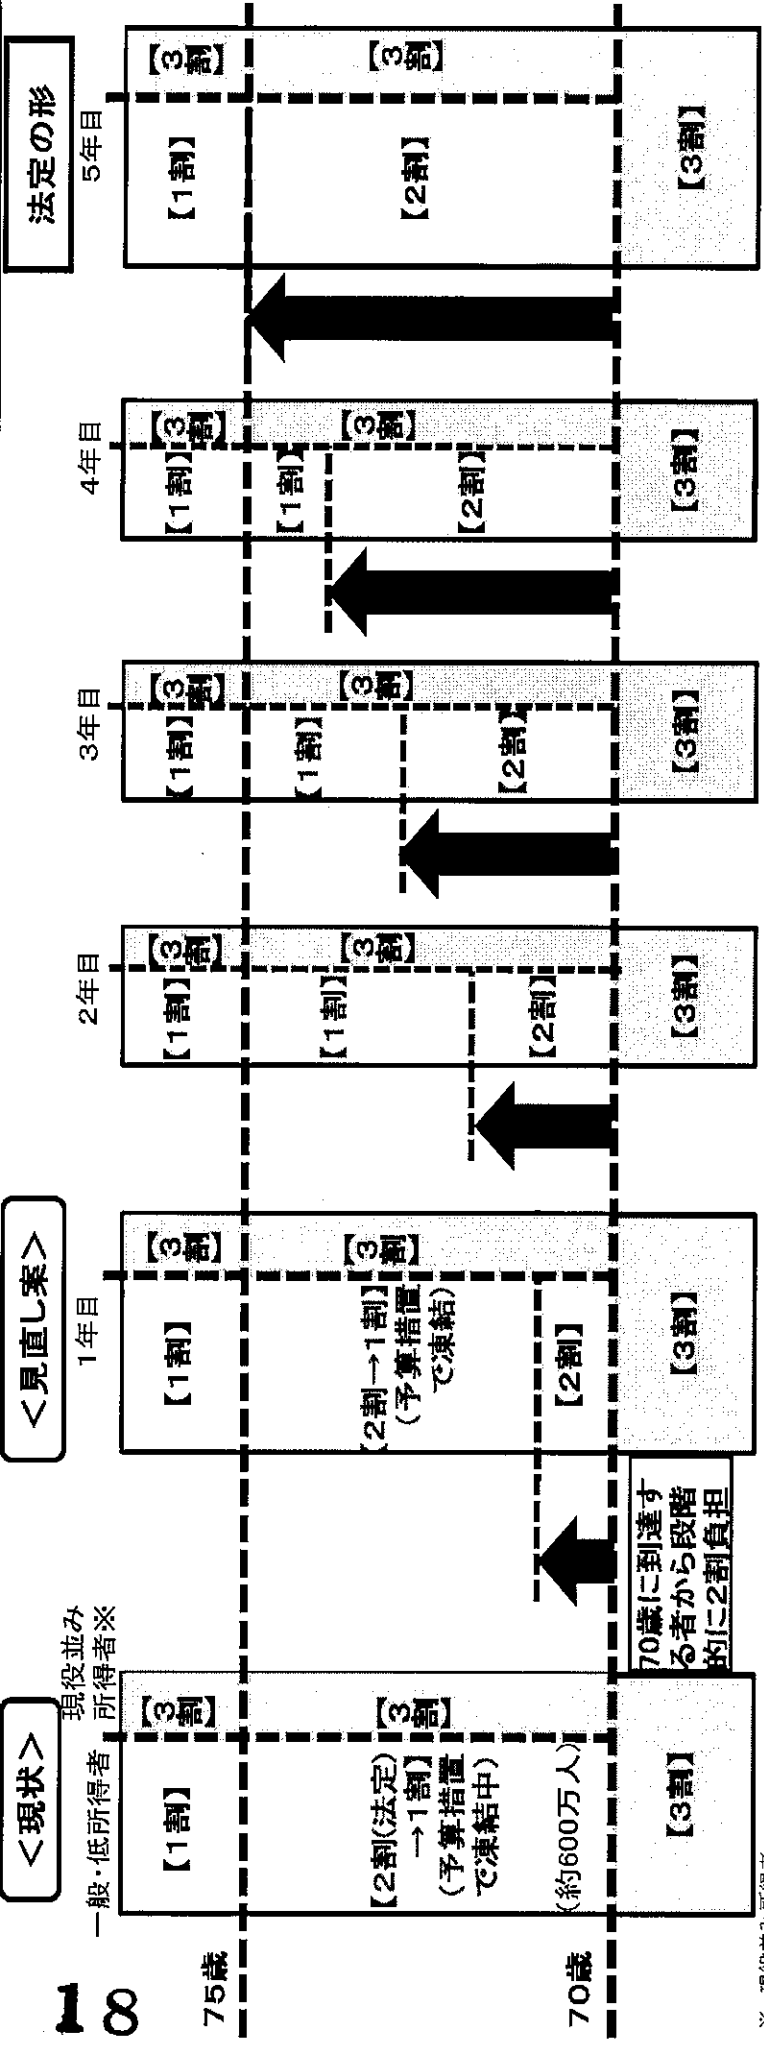 18
＜現状＞
一般・低所得者
現役並み
所得者※
75歳
70歳
【1割】
【3割】
【2割(法定)
→1割】
(予算措置
で凍結中)
(約600万人)
【3割】
【3割】
70歳に到達す
る者から段階
的に2割負担
＜見直し案＞
1年目
【1割】
【3割】
【2割→1割】
(予算措置
で凍結)
【3割】
【2割】
【3割】
2年目
【1割】
【3割】
【1割】
【3割】
【2割】
【3割】
3年目
【1割】
【3割】
【1割】
【3割】
【2割】
【3割】
4年目
【1割】
【3割】
【1割】
【3割】
【2割】
【3割】
法定の形
5年目
【1割】
【3割】
【2割】
【3割】
【3割】